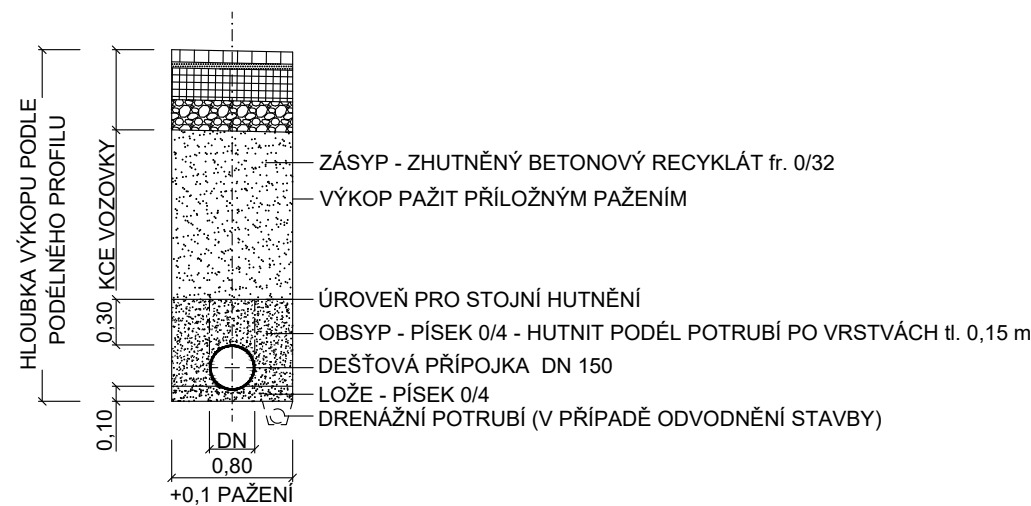 HLOUBKA VÝKOPU PODLE
PODÉLNÉHO PROFILU
KCE VOZOVKY
0,30
0,10
ZÁSYP - ZHUTNĚNÝ BETONOVÝ RECYKLÁT fr. 0/32
VÝKOP PAŽIT PŘÍLOŽNÝM PAŽENÍM
ÚROVEŇ PRO STOJNÍ HUTNĚNÍ
OBSYP - PÍSEK 0/4 - HUTNIT PODÉL POTRUBÍ PO VRSTVÁCH tl. 0,15 m
DEŠŤOVÁ PŘÍPOJKA DN 150
LOŽE - PÍSEK 0/4
DRENÁŽNÍ POTRUBÍ (V PŘÍPADĚ ODVODNĚNÍ STAVBY)
DN
0,80
+0,1 PAŽENÍ